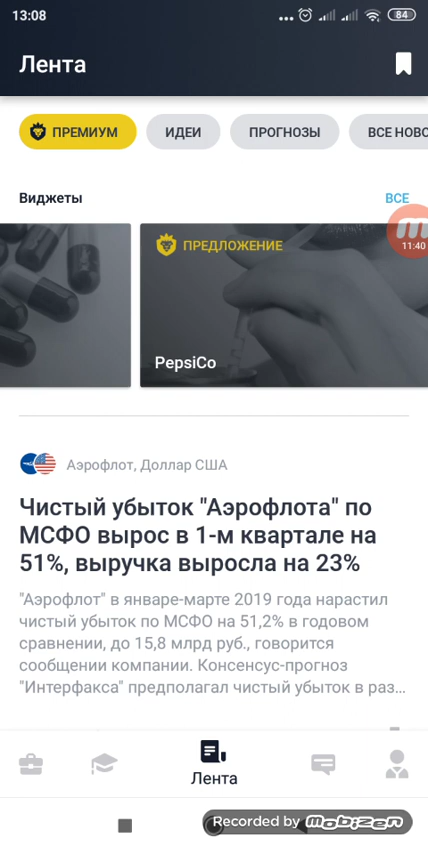 13:08
84
Лента
ПРЕМИУМ
ИДЕИ
ПРОГНОЗЫ
ВСЕ НОВО
Виджеты
ВСЕ
11:40
ПРЕДЛОЖЕНИЕ
PepsiCo
Аэрофлот, Доллар США
Чистый убыток "Аэрофлота" по
МСФО вырос в 1-м квартале на
51%, выручка выросла на 23%
"Аэрофлот" в январе-марте 2019 года нарастил
чистый убыток по МСФО на 51,2% в годовом
сравнении, до 15,8 млрд руб., говорится
сообщении компании. Консенсус-прогноз
"Интерфакса" предполагал чистый убыток в раз...
Лента
Recorded by mobizen